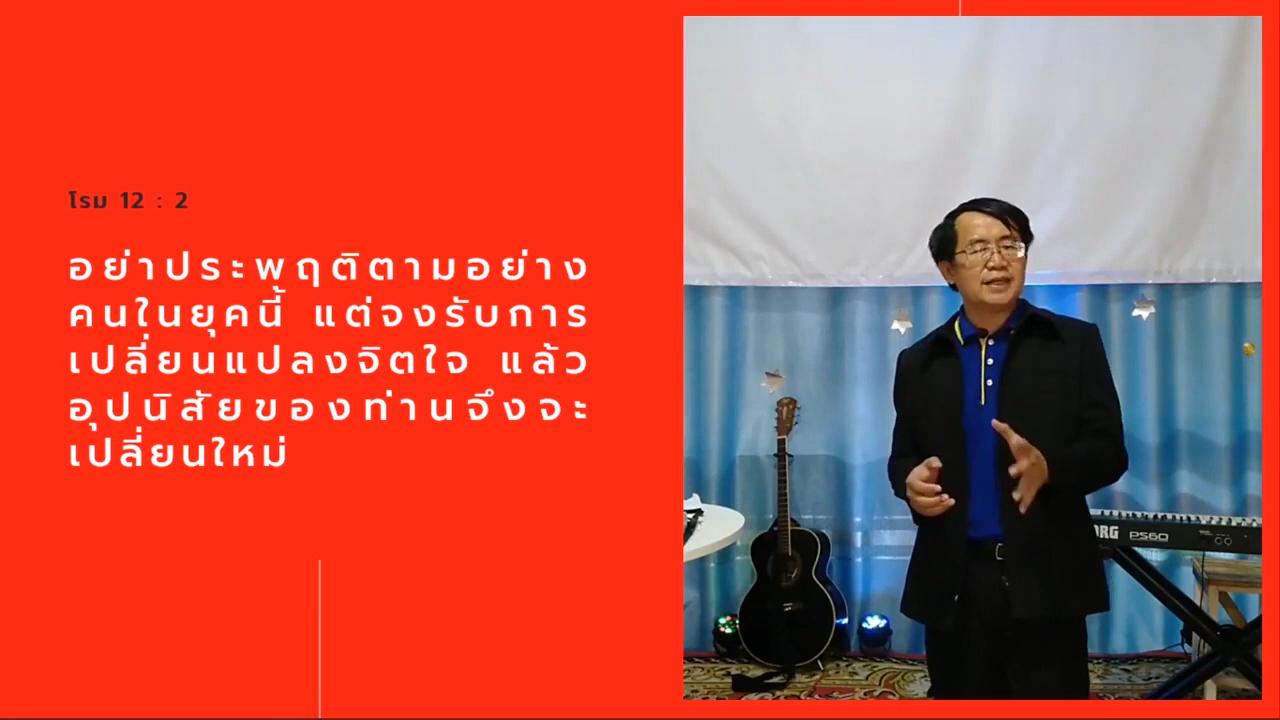 โรม 12 : 2
อย่าประพฤติตามอย่าง
คนในยุคนี้ แต่จงรับการ
เปลี่ยนแปลงจิตใจ แล้ว
อุปนิสัยของท่านจึงจะ
เปลี่ยนใหม่
KORG PS60